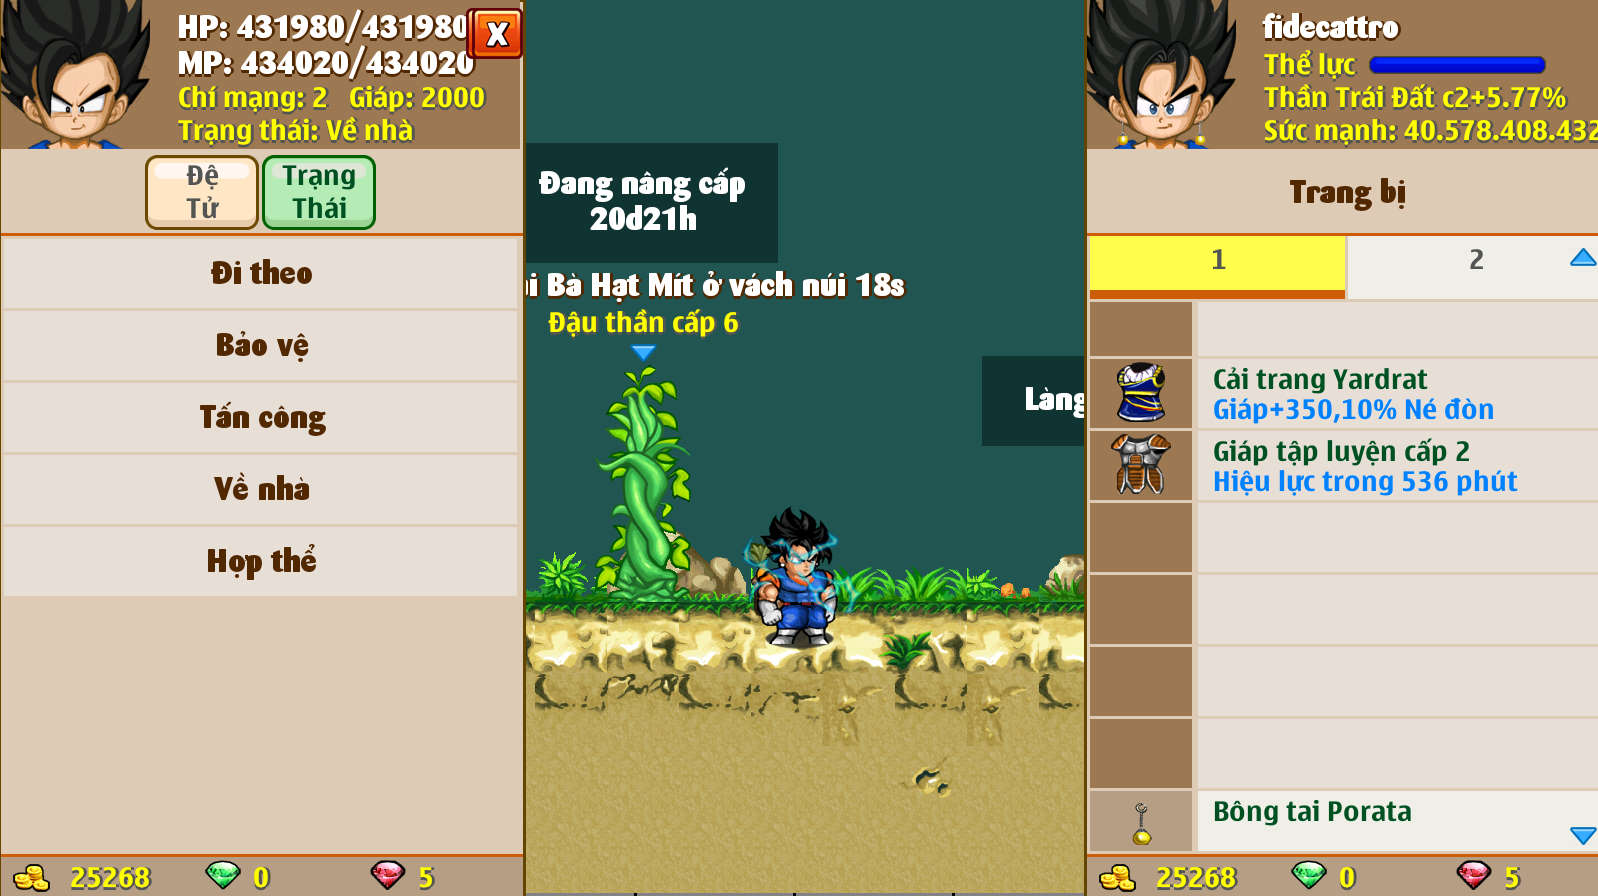 HP: 431980/431980
X
MP: 434020/434020
Chí mạng: 2 Giáp: 2000
Trạng thái: Về nhà
Đệ
Tử
Trạng
Thái
Đi theo
Bảo vệ
Tấn công
Về nhà
Hợp thể
25268
0
5
Đang nâng cấp
20d21h
Bà Hạt Mít ở vách núi 18s
Đậu thần cấp 6
Làng
fidecattro
Thể lực
Thần Trái Đất c2+5.77%
Sức mạnh: 40.578.408.432
Trang bị
1
2
Cải trang Yardrat
Giáp+350,10% Né đòn
Giáp tập luyện cấp 2
Hiệu lực trong 536 phút
Bông tai Porata
25268
0
5